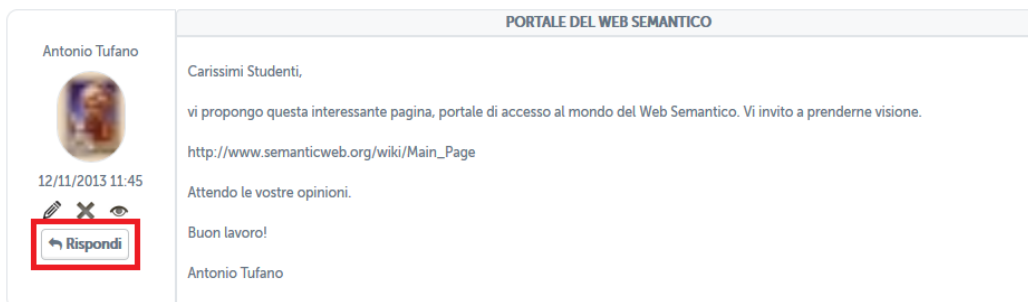 PORTALE DEL WEB SEMANTICO
Antonio Tufano
Carissimi Studenti,
vi propongo questa interessante pagina, portale di accesso al mondo del Web Semantico. Vi invito a prenderne visione.
http://www.semanticweb.org/wiki/Main_Page
12/11/2013 11:45
Attendo le vostre opinioni.
Rispondi
Buon lavoro!
Antonio Tufano